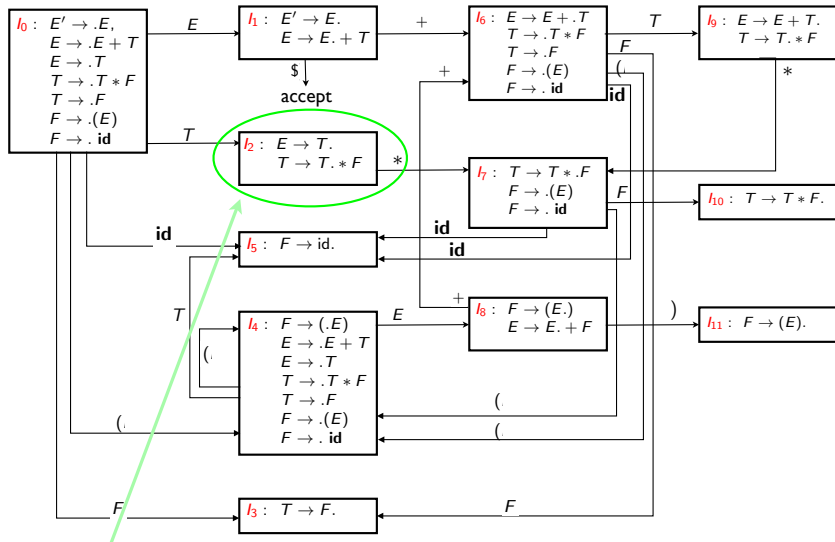 I₀ : E′ → .E,
E → .E + T
E → .T
T → .T ∗ F
T → .F
F → .(E)
F → . id
E
I₁ : E′ → E.
E → E. + T
$
accept
+
I₆ : E → E + .T
T → .T ∗ F
T → .F
F → .(E)
F → . id
T
F
(
id
I₉ : E → E + T.
T → T. ∗ F
∗
+
T
I₂ : E → T.
T → T. ∗ F
∗
I₇ : T → T ∗ .F
F → .(E)
F → . id
F
I₁₀ : T → T ∗ F.
id
I₅ : F → id.
id
id
T
(
I₄ : F → (.E)
E → .E + T
E → .T
T → .T ∗ F
T → .F
F → .(E)
F → . id
E
+
I₈ : F → (E.)
E → E. + F
)
I₁₁ : F → (E).
(
(
(
F
I₃ : T → F.
F